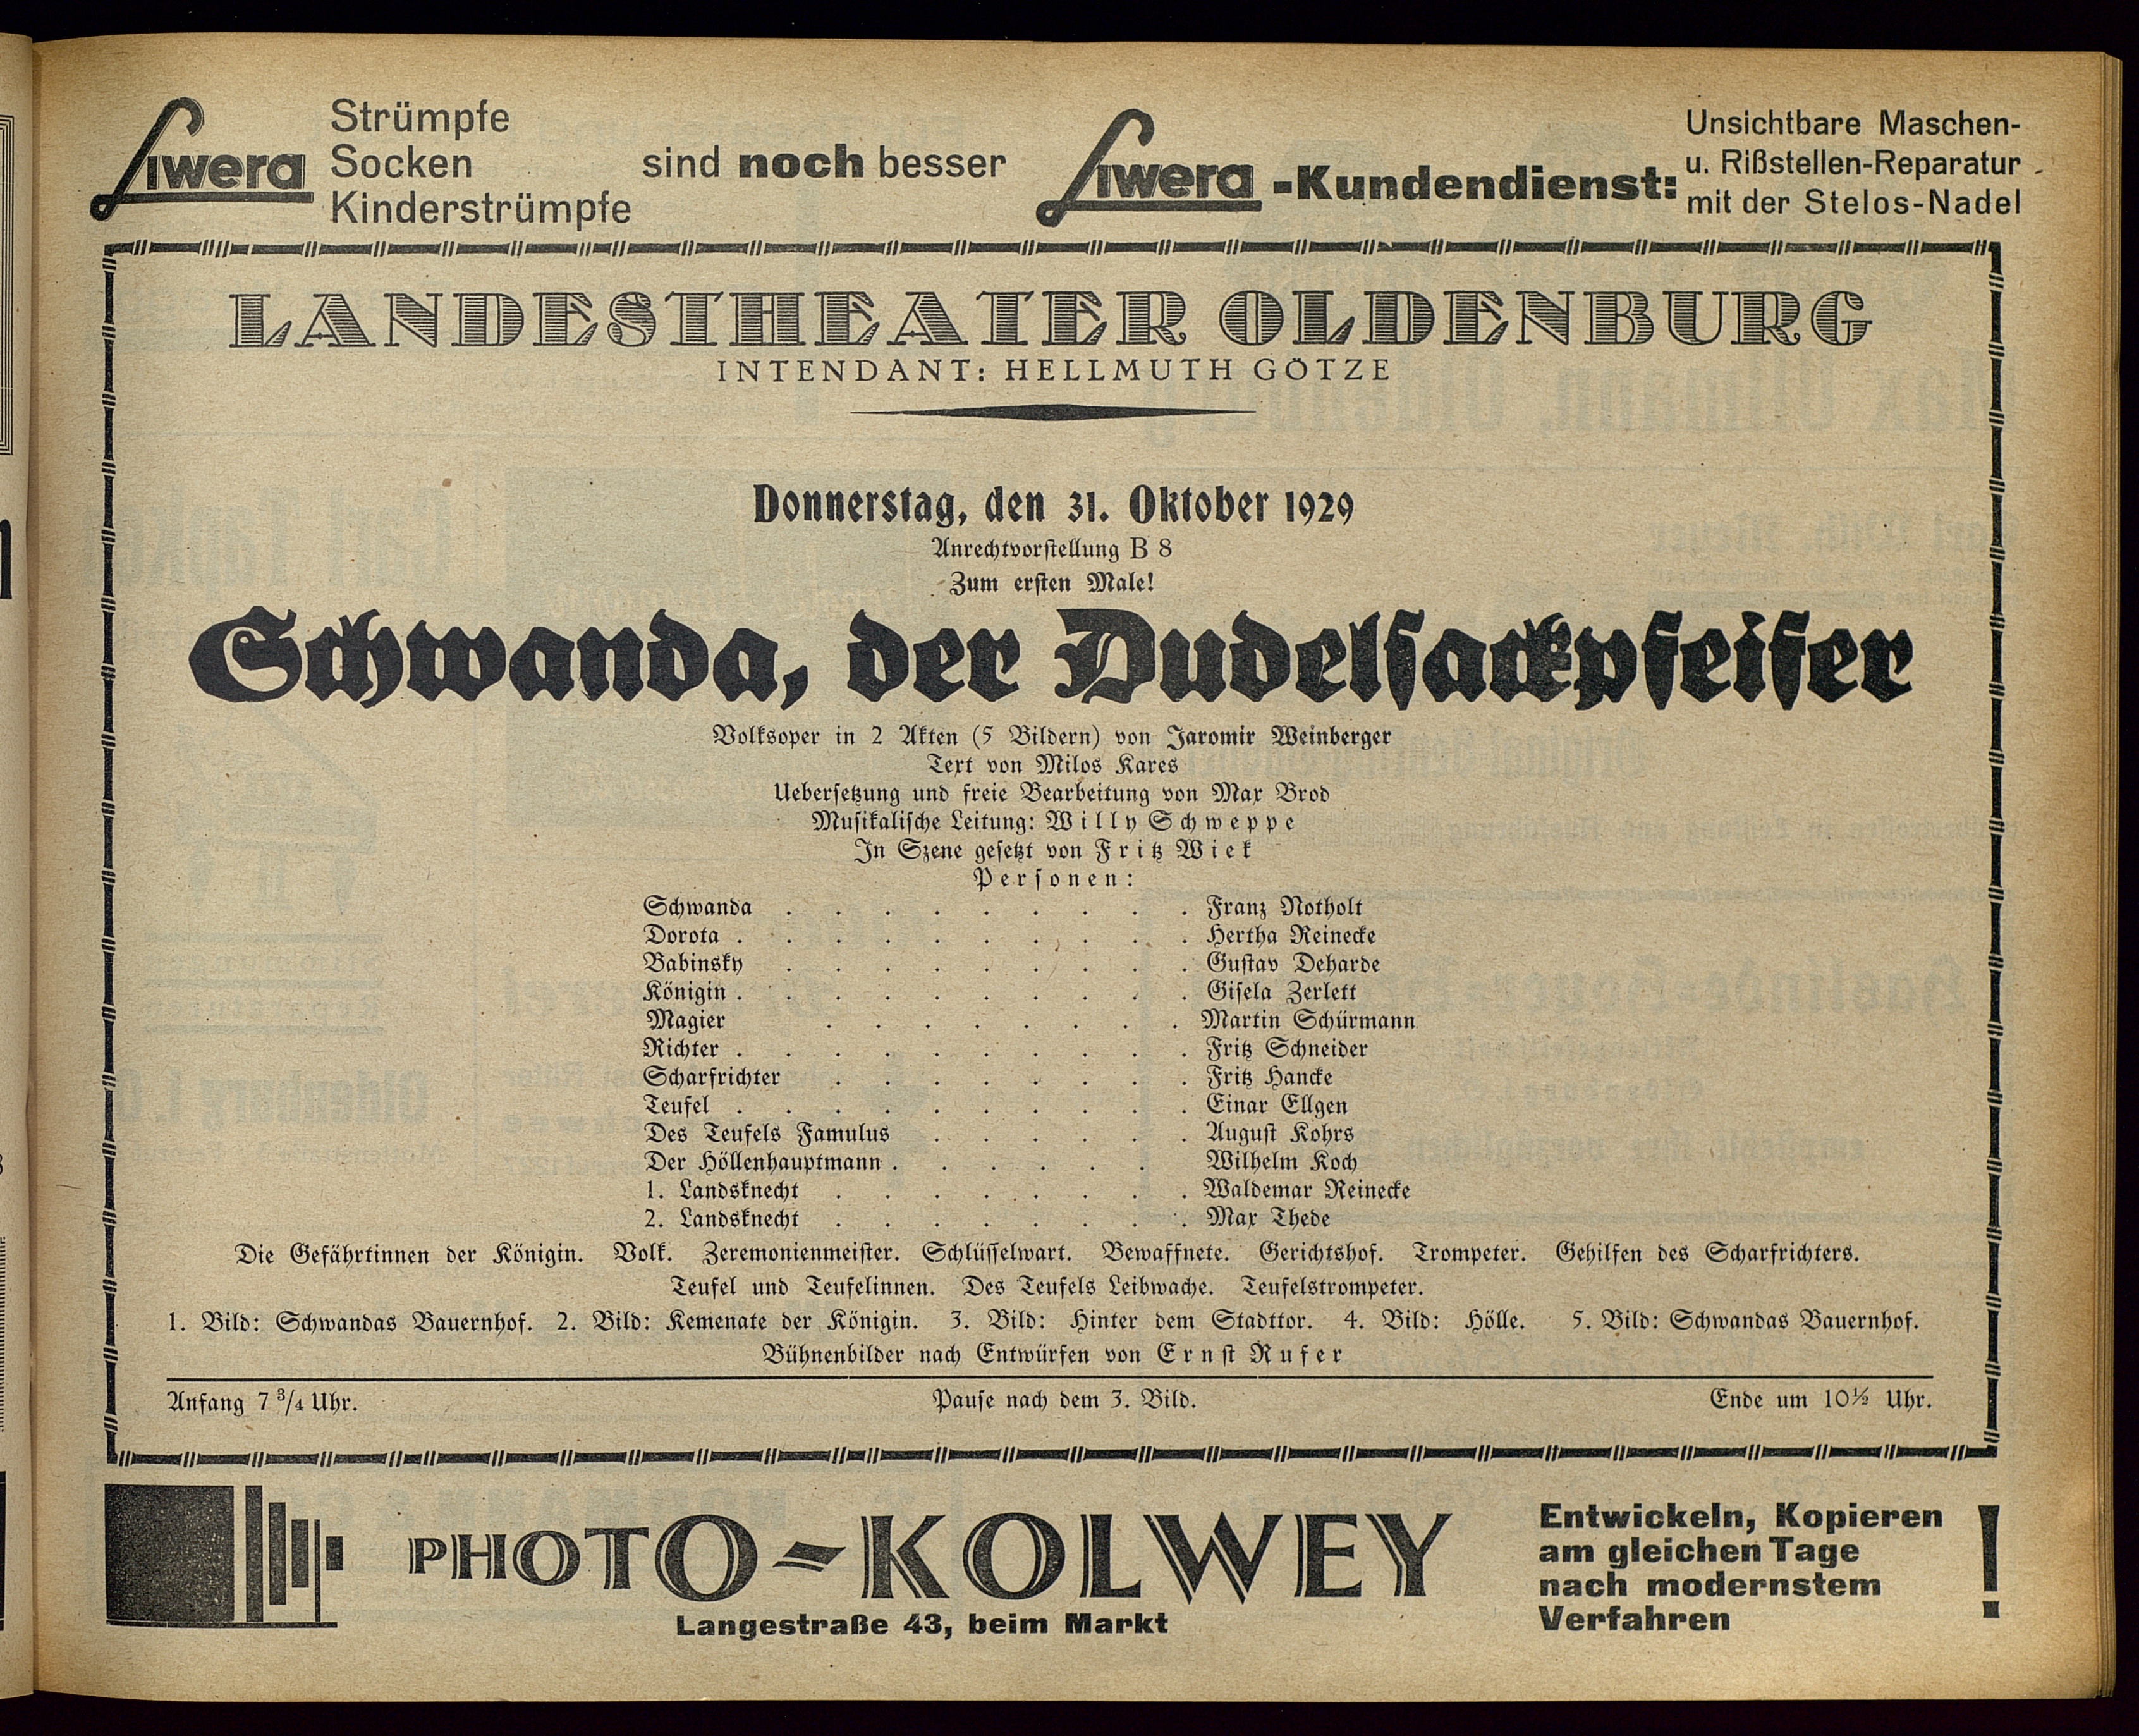 Liwera Strümpfe Socken Kinderstrümpfe sind noch besser
Liwera-Kundendienst: Unsichtbare Maschen- u. Rißstellen-Reparatur mit der Stelos-Nadel
LANDESTHEATER OLDENBURG
INTENDANT: HELLMUTH GÖTZE
Donnerstag, den 31. Oktober 1929
Anrechtvorstellung B 8
Zum ersten Male!
Schwanda, der Dudelsackpfeifer
Volksoper in 2 Akten (5 Bildern) von Jaromir Weinberger
Text von Milos Kares
Uebersetzung und freie Bearbeitung von Max Brod
Musikalische Leitung: Willy Schweppe
In Szene gesetzt von Fritz Wiek
Personen:
Schwanda . . . . . . . . . Franz Notholt
Dorota . . . . . . . . . . Hertha Reinecke
Babinsky . . . . . . . . . Gustav Deharde
Königin . . . . . . . . . . Gisela Zerlett
Magier . . . . . . . . Martin Schürmann
Richter . . . . . . . . . . Fritz Schneider
Scharfrichter . . . . . . . . Fritz Hancke
Teufel . . . . . . . . . . Einar Ellgen
Des Teufels Famulus . . . . . . August Kohrs
Der Höllenhauptmann . . . . . . Wilhelm Koch
1. Landsknecht . . . . . . . . Waldemar Reinecke
2. Landsknecht . . . . . . . . Max Thede
Die Gefährtinnen der Königin. Volk. Zeremonienmeister. Schlüsselwart. Bewaffnete. Gerichtshof. Trompeter. Gehilfen des Scharfrichters.
Teufel und Teufelinnen. Des Teufels Leibwache. Teufelstrompeter.
1. Bild: Schwandas Bauernhof. 2. Bild: Kemenate der Königin. 3. Bild: Hinter dem Stadttor. 4. Bild: Hölle. 5. Bild: Schwandas Bauernhof.
Bühnenbilder nach Entwürfen von Ernst Rufer
Anfang 7 3/4 Uhr. Pause nach dem 3. Bild. Ende um 10½ Uhr.
PHOTO-KOLWEY
Langestraße 43, beim Markt
Entwickeln, Kopieren
am gleichen Tage
nach modernstem
Verfahren
!